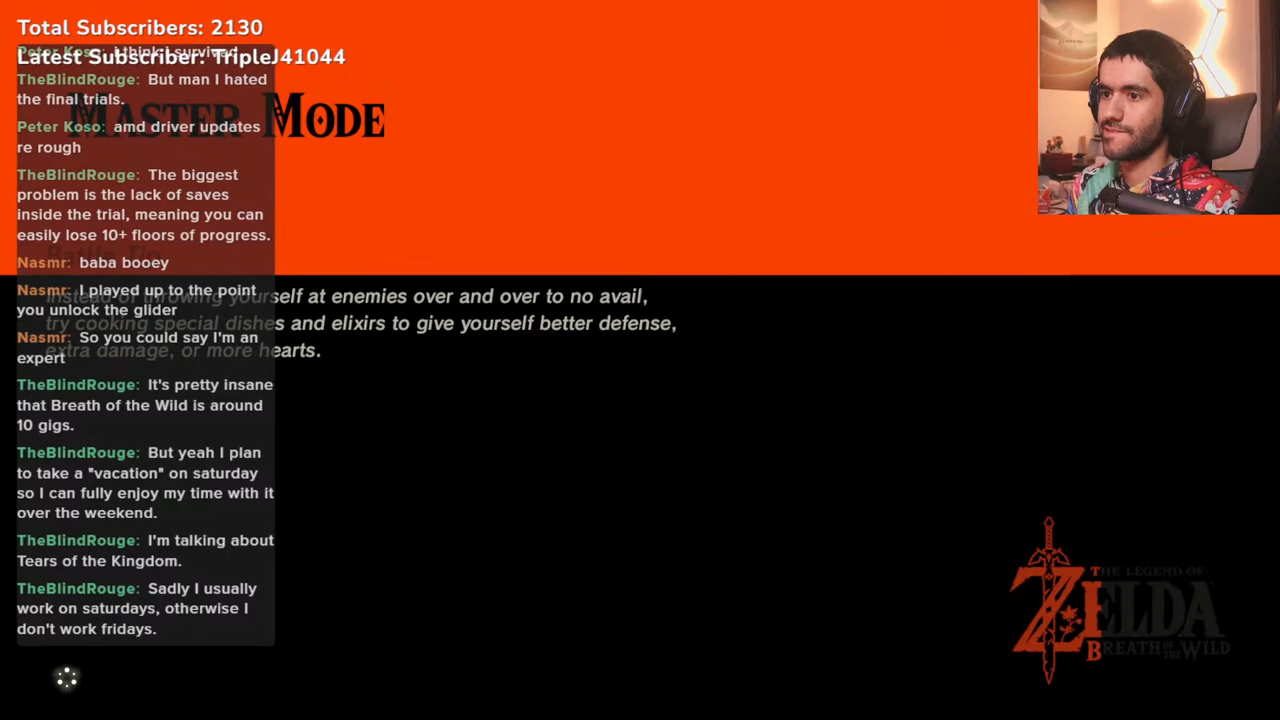 Total Subscribers: 2130
Peter Koso: I think I survived
Latest Subscriber: TripleJ41044
TheBlindRouge: But man I hated
the final trials.
MASTER MODE
Peter Koso: amd driver updates
re rough
TheBlindRouge: The biggest
problem is the lack of saves
inside the trial, meaning you can
easily lose 10+ floors of progress.
Battle Tip
Nasmr: baba booey
Nasmr: I played up to the point
you unlock the glider
Instead of throwing yourself at enemies over and over to no avail,
try cooking special dishes and elixirs to give yourself better defense,
extra damage, or more hearts.
Nasmr: So you could say I'm an
expert
TheBlindRouge: It's pretty insane
that Breath of the Wild is around
10 gigs.
TheBlindRouge: But yeah I plan
to take a "vacation" on saturday
so I can fully enjoy my time with it
over the weekend.
TheBlindRouge: I'm talking about
Tears of the Kingdom.
TheBlindRouge: Sadly I usually
work on saturdays, otherwise I
don't work fridays.
THE LEGEND OF
ZELDA
BREATH OF THE WILD